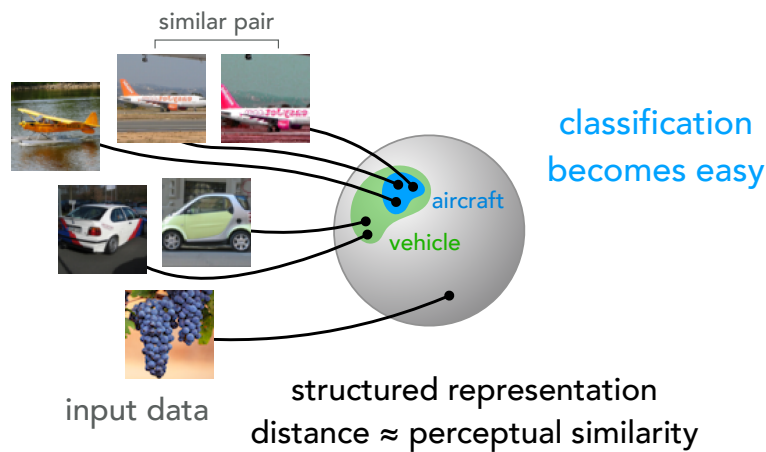 similar pair
classification
becomes easy
aircraft
vehicle
input data
structured representation
distance ≈ perceptual similarity